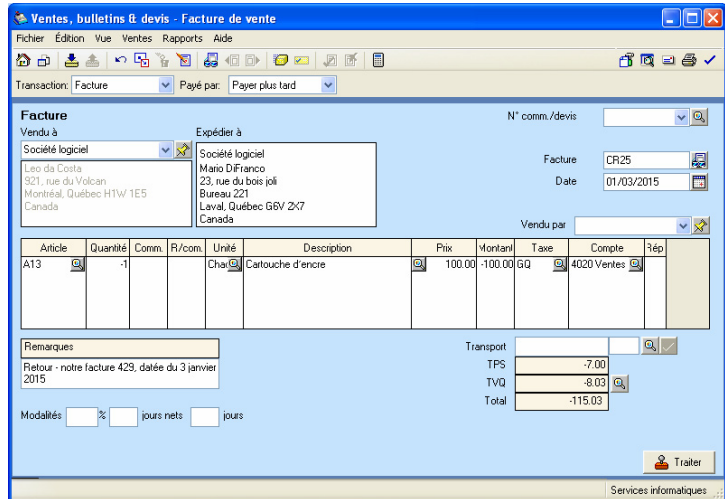 Ventes, bulletins & devis - Facture de vente
Fichier Édition Vue Ventes Rapports Aide
Transaction: Facture Payé par: Payer plus tard
Facture N° comm./devis
Vendu à Expédier à
Société logiciel Société logiciel
Leo da Costa Mario DiFranco
921, rue du Volcan 23, rue du bois joli
Montréal, Québec H1W 1E5 Bureau 221
Canada Laval, Québec G6V 2X7
Canada
Facture CR25
Date 01/03/2015
Vendu par
Article Quantité Comm. R/com. Unité Description Prix Montant Taxe Compte Rép
A13 -1 Chac Cartouche d'encre 100.00 -100.00 GQ 4020 Ventes
Remarques Transport
Retour - notre facture 429, datée du 3 janvier TPS -7.00
2015 TVQ -8.03
Total -115.03
Modalités % jours nets jours
Traiter
Services informatiques